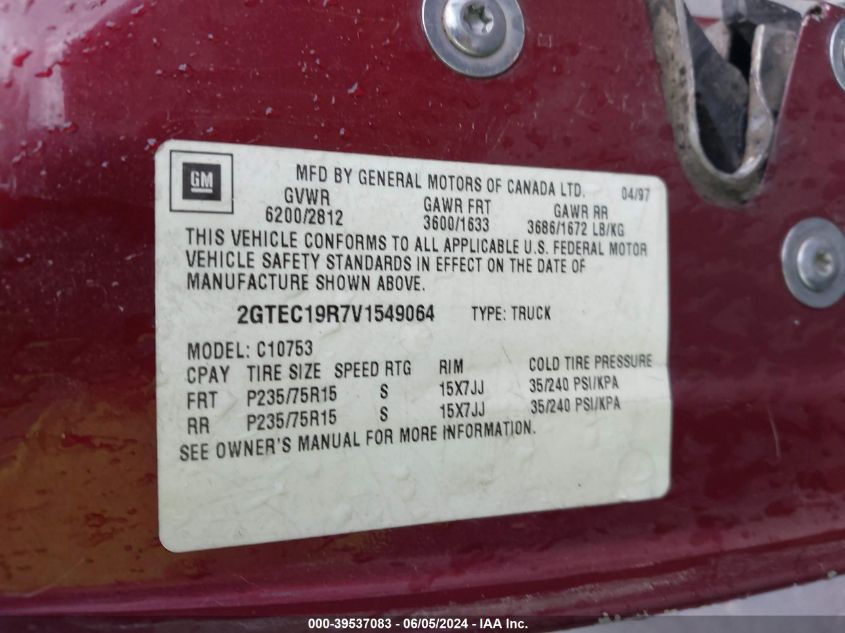 GM
MFD BY GENERAL MOTORS OF CANADA LTD. 04/97
GVWR GAWR FRT GAWR RR
6200/2812 3600/1633 3686/1672 LB/KG
THIS VEHICLE CONFORMS TO ALL APPLICABLE U.S. FEDERAL MOTOR
VEHICLE SAFETY STANDARDS IN EFFECT ON THE DATE OF
MANUFACTURE SHOWN ABOVE.
2GTEC19R7V1549064 TYPE: TRUCK
MODEL: C10753
CPAY TIRE SIZE SPEED RTG RIM COLD TIRE PRESSURE
FRT P235/75R15 S 15X7JJ 35/240 PSI/KPA
RR P235/75R15 S 15X7JJ 35/240 PSI/KPA
SEE OWNER'S MANUAL FOR MORE INFORMATION.
000-39537083 - 06/05/2024 - IAA Inc.